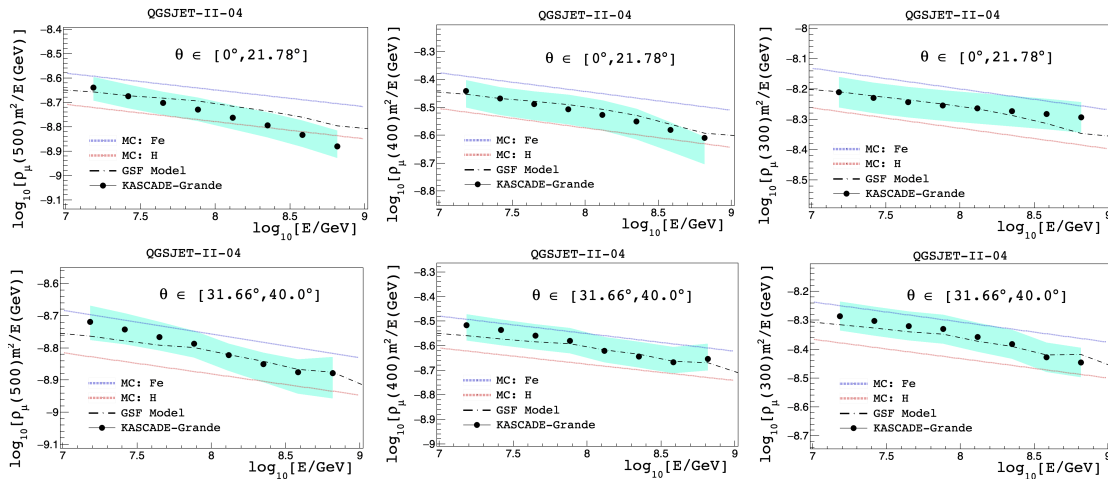 QGSJET-II-04
θ ∈ [0°,21.78°]
log₁₀[ρμ(500)m²/E(GeV)]
-8.4
-8.5
-8.6
-8.7
-8.8
-8.9
-9
-9.1
MC: Fe
MC: H
GSF Model
KASCADE-Grande
7
7.5
8
8.5
9
log₁₀[E/GeV]
QGSJET-II-04
θ ∈ [0°,21.78°]
log₁₀[ρμ(400)m²/E(GeV)]
-8.3
-8.4
-8.5
-8.6
-8.7
-8.8
MC: Fe
MC: H
GSF Model
KASCADE-Grande
7
7.5
8
8.5
9
log₁₀[E/GeV]
QGSJET-II-04
θ ∈ [0°,21.78°]
log₁₀[ρμ(300)m²/E(GeV)]
-8
-8.1
-8.2
-8.3
-8.4
-8.5
MC: Fe
MC: H
GSF Model
KASCADE-Grande
7
7.5
8
8.5
9
log₁₀[E/GeV]
QGSJET-II-04
θ ∈ [31.66°,40.0°]
log₁₀[ρμ(500)m²/E(GeV)]
-8.6
-8.7
-8.8
-8.9
-9
-9.1
MC: Fe
MC: H
GSF Model
KASCADE-Grande
7
7.5
8
8.5
9
log₁₀[E/GeV]
QGSJET-II-04
θ ∈ [31.66°,40.0°]
log₁₀[ρμ(400)m²/E(GeV)]
-8.3
-8.4
-8.5
-8.6
-8.7
-8.8
-8.9
-9
MC: Fe
MC: H
GSF Model
KASCADE-Grande
7
7.5
8
8.5
9
log₁₀[E/GeV]
QGSJET-II-04
θ ∈ [31.66°,40.0°]
log₁₀[ρμ(300)m²/E(GeV)]
-8.2
-8.3
-8.4
-8.5
-8.6
-8.7
MC: Fe
MC: H
GSF Model
KASCADE-Grande
7
7.5
8
8.5
9
log₁₀[E/GeV]